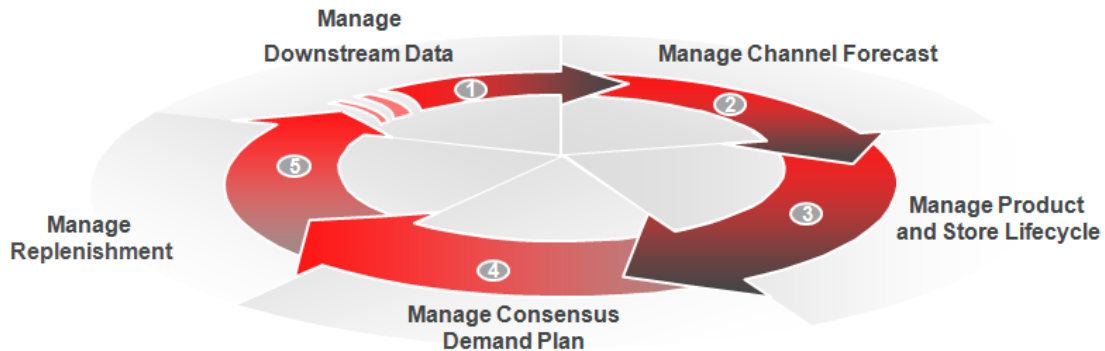 Manage
Downstream Data
Manage Channel Forecast
1
2
3
4
5
Manage Product
and Store Lifecycle
Manage Consensus
Demand Plan
Manage
Replenishment